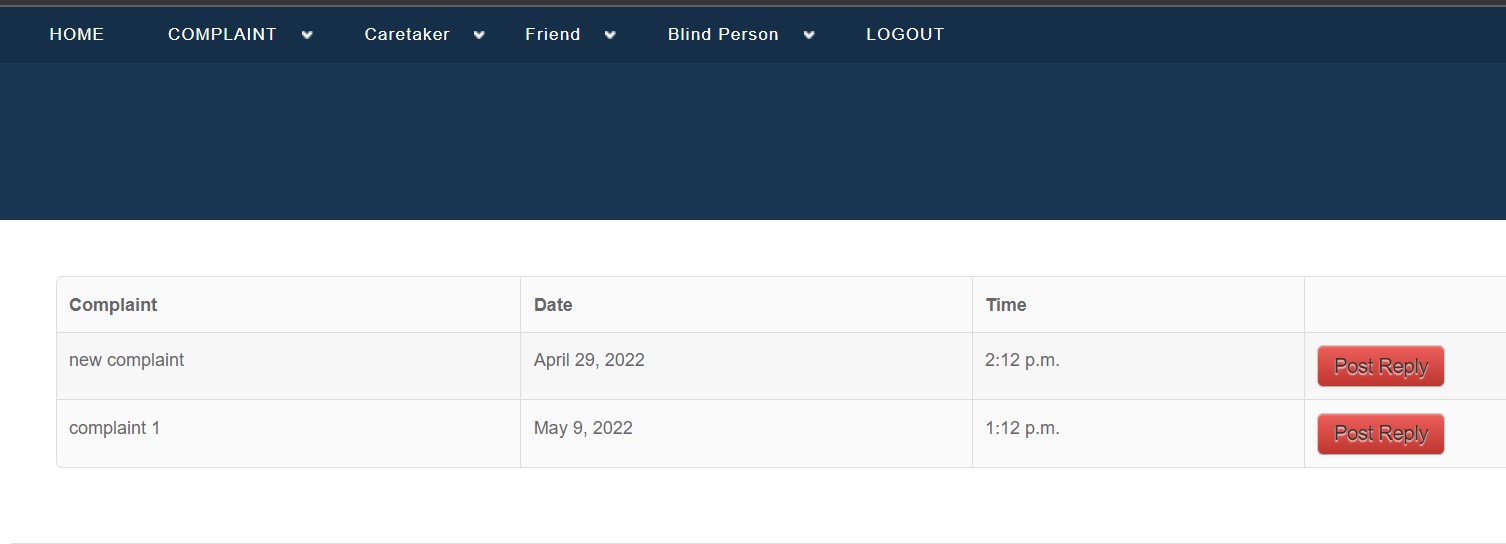 HOME COMPLAINT Caretaker Friend Blind Person LOGOUT
Complaint Date Time
new complaint April 29, 2022 2:12 p.m. Post Reply
complaint 1 May 9, 2022 1:12 p.m. Post Reply